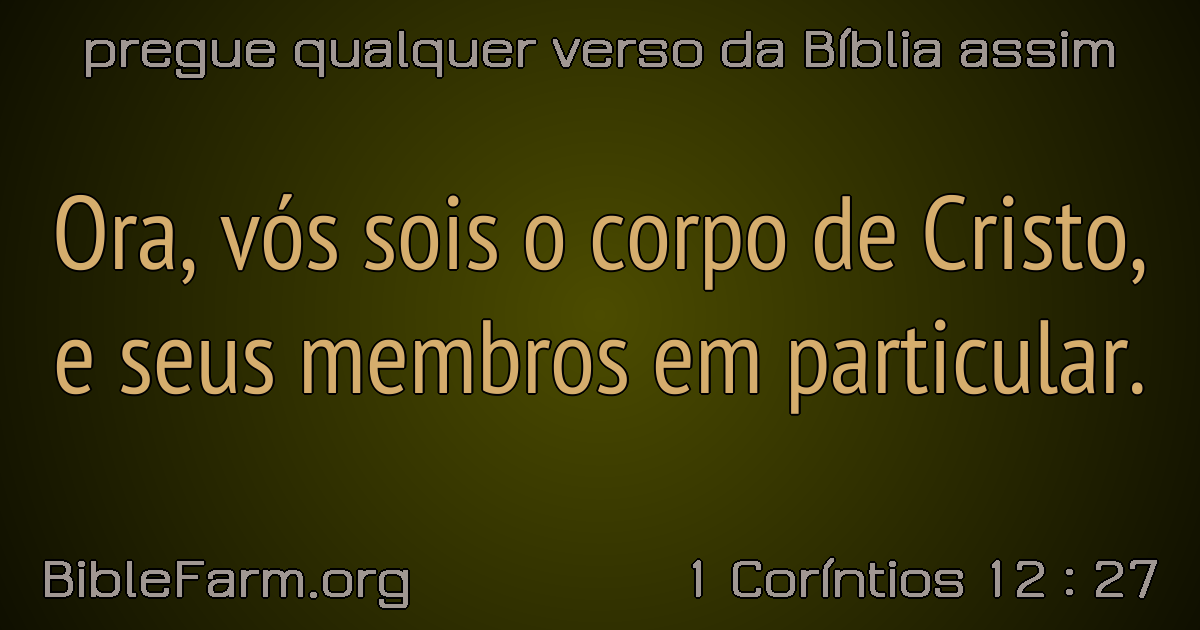 pregue qualquer verso da Bíblia assim
Ora, vós sois o corpo de Cristo,
e seus membros em particular.
BibleFarm.org
1 Coríntios 12 : 27